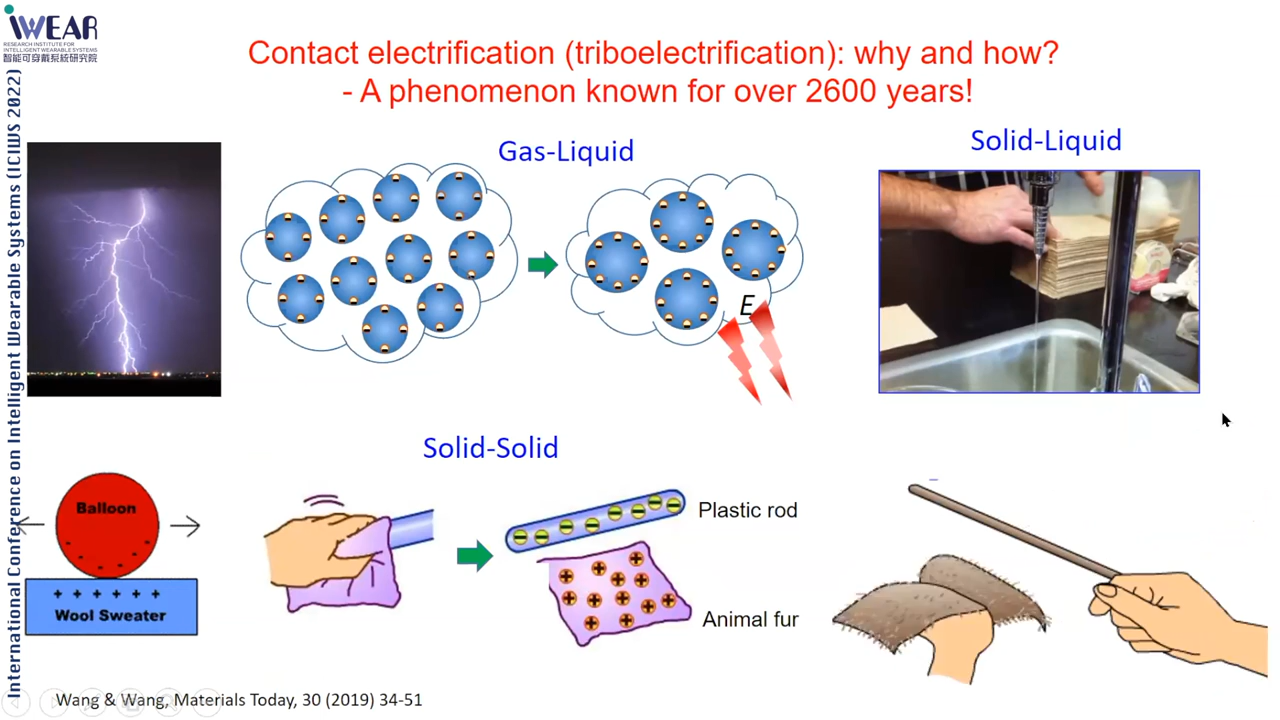 iWEAR
RESEARCH INSTITUTE FOR
INTELLIGENT WEARABLE SYSTEMS
智能可穿戴系統研究院
International Conference on Intelligent Wearable Systems (ICIWS 2022)
Contact electrification (triboelectrification): why and how?
- A phenomenon known for over 2600 years!
Gas-Liquid
Solid-Liquid
E
Solid-Solid
Balloon
Wool Sweater
Plastic rod
Animal fur
Wang & Wang, Materials Today, 30 (2019) 34-51